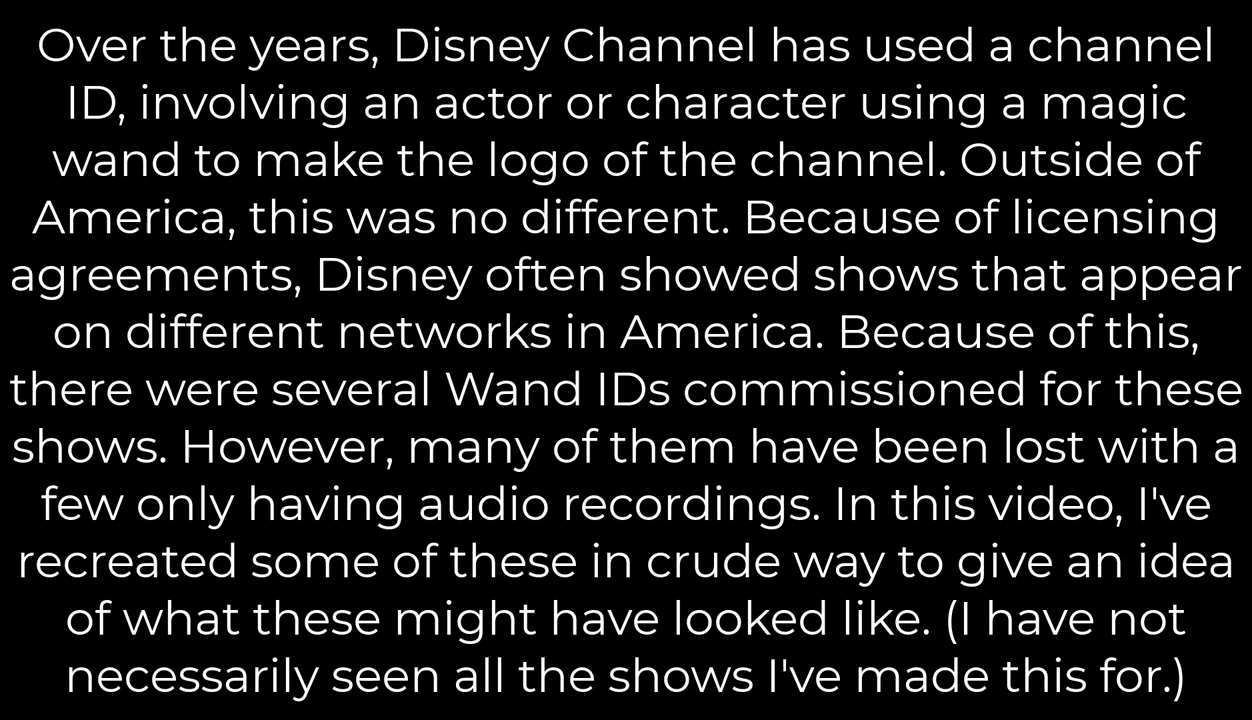 Over the years, Disney Channel has used a channel
ID, involving an actor or character using a magic
wand to make the logo of the channel. Outside of
America, this was no different. Because of licensing
agreements, Disney often showed shows that appear
on different networks in America. Because of this,
there were several Wand IDs commissioned for these
shows. However, many of them have been lost with a
few only having audio recordings. In this video, I've
recreated some of these in crude way to give an idea
of what these might have looked like. (I have not
necessarily seen all the shows I've made this for.)